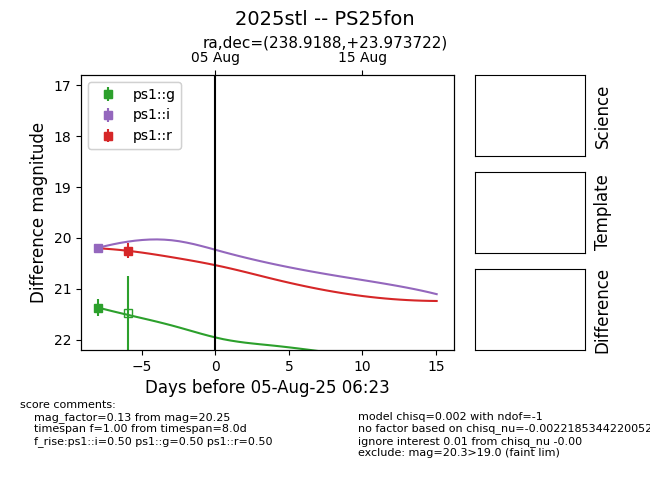 2025stl -- PS25fon
ra,dec=(238.9188,+23.973722)
05 Aug
15 Aug
17
18
19
20
21
22
Difference magnitude
ps1::g
ps1::i
ps1::r
−5
0
5
10
15
Days before 05-Aug-25 06:23
Science
Template
Difference
score comments:
mag_factor=0.13 from mag=20.25
timespan f=1.00 from timespan=8.0d
f_rise:ps1::i=0.50 ps1::g=0.50 ps1::r=0.50
model chisq=0.002 with ndof=-1
no factor based on chisq_nu=-0.0022185344220052
ignore interest 0.01 from chisq_nu -0.00
exclude: mag=20.3>19.0 (faint lim)